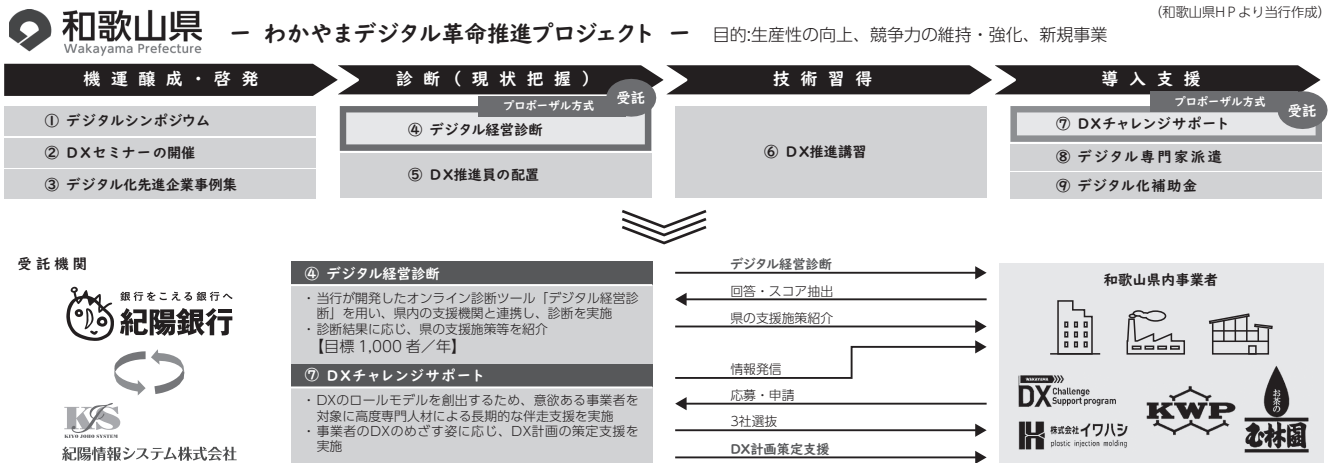 (和歌山県HPより当行作成)
和歌山県
Wakayama Prefecture
― わかやまデジタル革命推進プロジェクト ―
目的:生産性の向上、競争力の維持・強化、新規事業
機運醸成・啓発
診断(現状把握)
技術習得
導入支援
① デジタルシンポジウム
② DXセミナーの開催
③ デジタル化先進企業事例集
プロポーザル方式
受託
④ デジタル経営診断
⑤ DX推進員の配置
⑥ DX推進講習
プロポーザル方式
受託
⑦ DXチャレンジサポート
⑧ デジタル専門家派遣
⑨ デジタル化補助金
受託機関
銀行をこえる銀行へ
紀陽銀行
KJS
KIYO JOHO SYSTEM
紀陽情報システム株式会社
④ デジタル経営診断
・当行が開発したオンライン診断ツール「デジタル経営診
断」を用い、県内の支援機関と連携し、診断を実施
・診断結果に応じ、県の支援施策等を紹介
【目標 1,000 者/年】
⑦ DXチャレンジサポート
・DXのロールモデルを創出するため、意欲ある事業者を
対象に高度専門人材による長期的な伴走支援を実施
・事業者のDXのめざす姿に応じ、DX計画の策定支援を
実施
デジタル経営診断
回答・スコア抽出
県の支援施策紹介
情報発信
応募・申請
3社選抜
DX計画策定支援
和歌山県内事業者
WAKAYAMA
DX Challenge
Support program
株式会社イワハシ
plastic injection molding
KWP
お茶の
玉林園